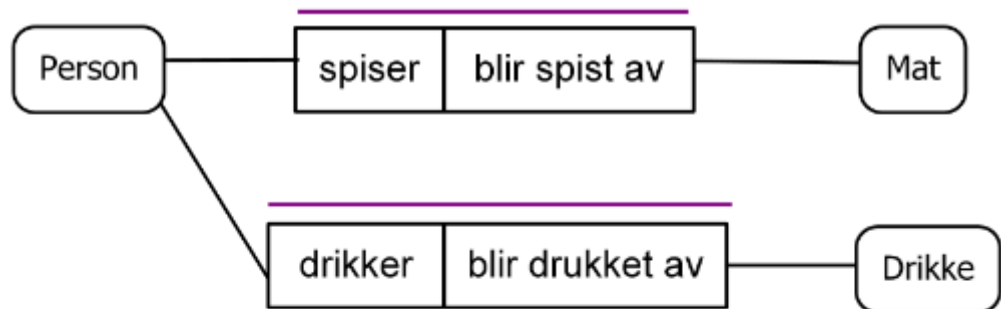 Person spiser blir spist av Mat
drikker blir drukket av Drikke